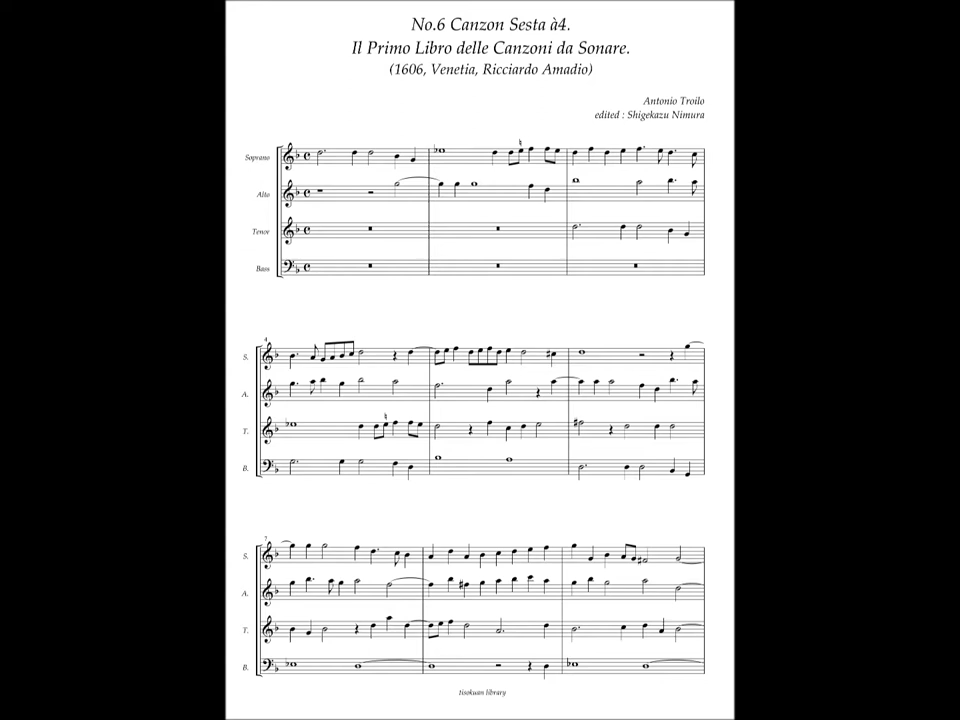 No.6 Canzon Sesta à4.
Il Primo Libro delle Canzoni da Sonare.
(1606, Venetia, Ricciardo Amadio)
Antonio Troilo
edited : Shigekazu Nimura
Soprano
Alto
Tenor
Bass
4
S.
A.
T.
B.
7
S.
A.
T.
B.
tisokuan library